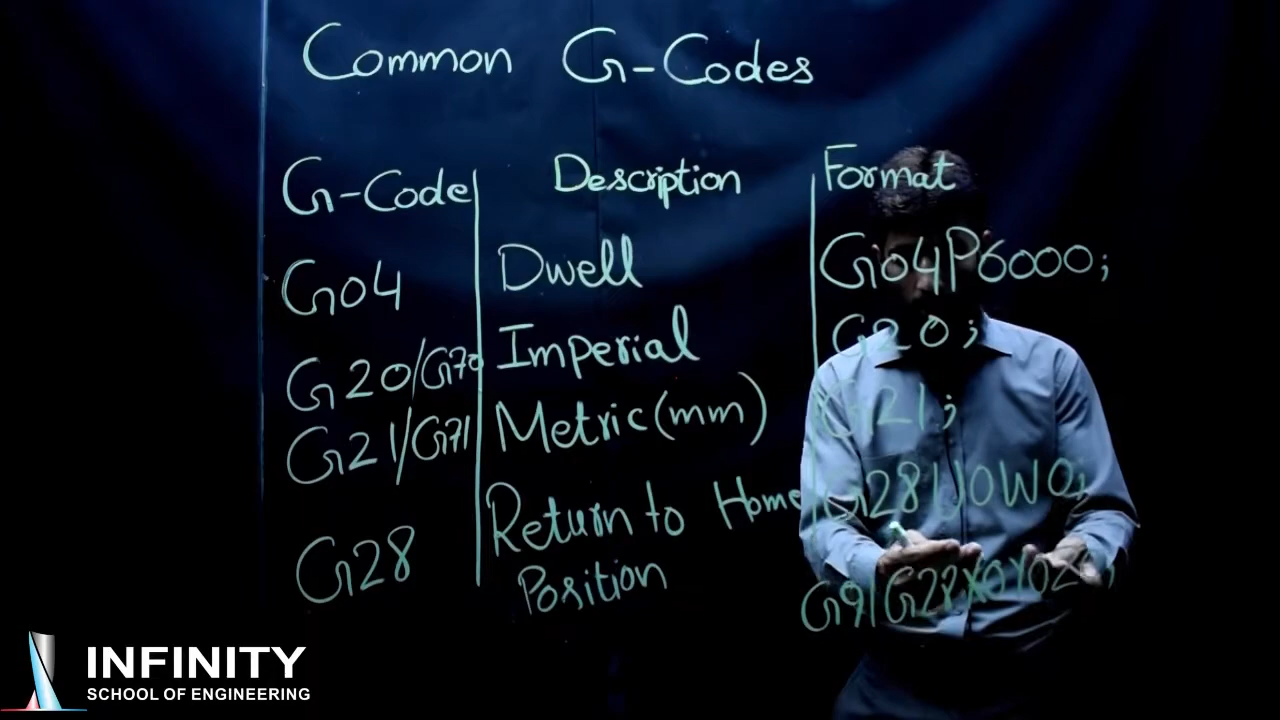 Common G-Codes
G-Code Description Format
G04 Dwell G04P6000;
G20/G70 Imperial G20;
G21/G71 Metric(mm) G21;
G28 Return to Home G28U0W0;
Position G91G28X0Y0Z0;
INFINITY
SCHOOL OF ENGINEERING